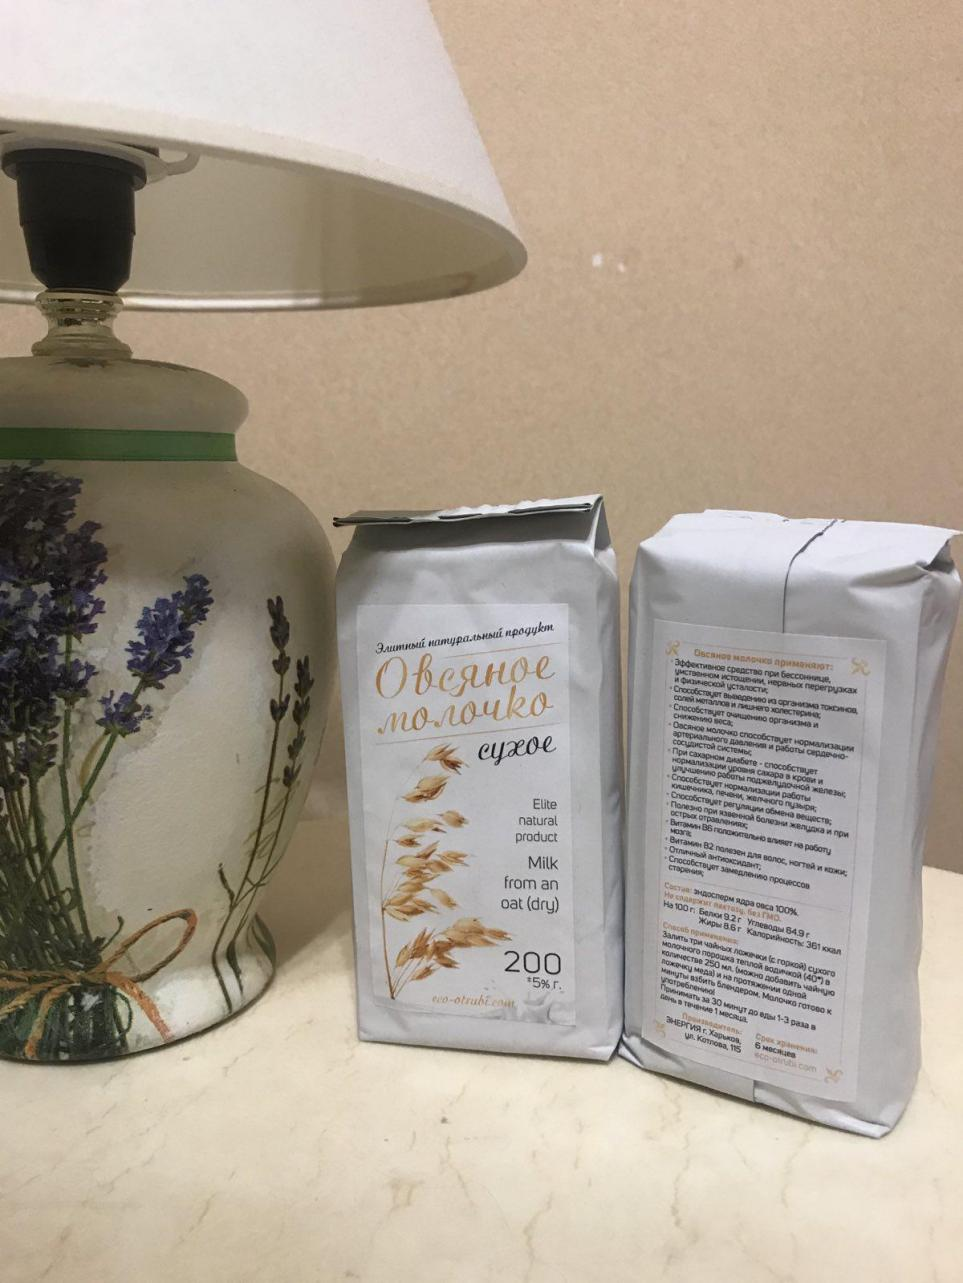 Элитный натуральный продукт
Овсяное
молочко
сухое
Elite
natural
product
Milk
from an
oat (dry)
200
±5% г.
eco-otrubi.com
Овсяное молочко применяют:
· Эффективное средство при бессоннице,
умственном истощении, нервных перегрузках
и физической усталости;
· Способствует выведению из организма токсинов,
солей металлов и лишнего холестерина;
· Способствует очищению организма и
снижению веса;
· Овсяное молочко способствует нормализации
артериального давления и работы сердечно-
сосудистой системы;
· При сахарном диабете - способствует
нормализации уровня сахара в крови и
улучшению работы поджелудочной железы;
· Способствует нормализации работы
кишечника, печени, желчного пузыря;
· Способствует регуляции обмена веществ;
· Полезно при язвенной болезни желудка и при
острых отравлениях;
· Витамин В6 положительно влияет на работу
мозга;
· Витамин В2 полезен для волос, ногтей и кожи;
· Отличный антиоксидант;
· Способствует замедлению процессов
старения;
Состав: эндосперм ядра овса 100%.
Не содержит лактозу, без ГМО.
На 100 г: Белки 9.2 г Углеводы 64.9 г
Жиры 8.6 г Калорийность: 361 ккал
Способ применения:
Залить три чайных ложечки (с горкой) сухого
молочного порошка теплой водичкой (40°) в
количестве 250 мл. (можно добавить чайную
ложечку меда) и на протяжении одной
минуты взбить блендером. Молочко готово к
употреблению!
Принимать за 30 минут до еды 1-3 раза в
день в течение 1 месяца.
Производитель:
ЭНЕРГИЯ г. Харьков,
ул. Котлова, 115
Срок хранения:
6 месяцев
eco-otrubi.com